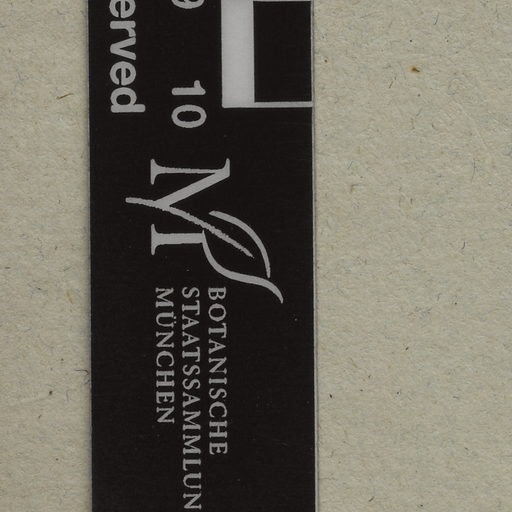 erved
9 10
BOTANISCHE
STAATSSAMMLUN
MÜNCHEN